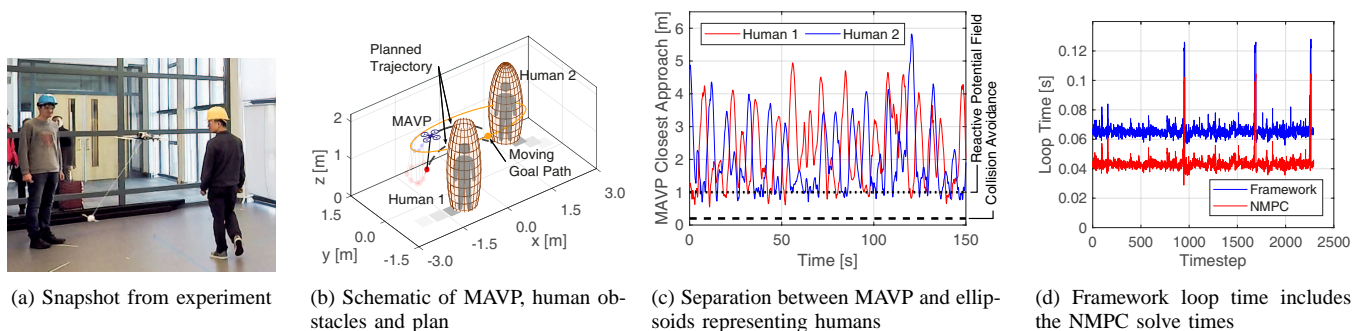 (a) Snapshot from experiment
Planned
Trajectory
Human 2
MAVP
Human 1
Moving
Goal Path
z [m]
2
1
0
1.5
0.0
-1.5
y [m]
-3.0
-1.5
0.0
1.5
3.0
x [m]
(b) Schematic of MAVP, human ob-
stacles and plan
MAVP Closest Approach [m]
6
5
4
3
2
1
0
Human 1
Human 2
0
50
100
150
Time [s]
Reactive Potential Field
Collision Avoidance
(c) Separation between MAVP and ellip-
soids representing humans
Loop Time [s]
0.12
0.1
0.08
0.06
0.04
0.02
0
Framework
NMPC
0
500
1000
1500
2000
2500
Timestep
(d) Framework loop time includes
the NMPC solve times